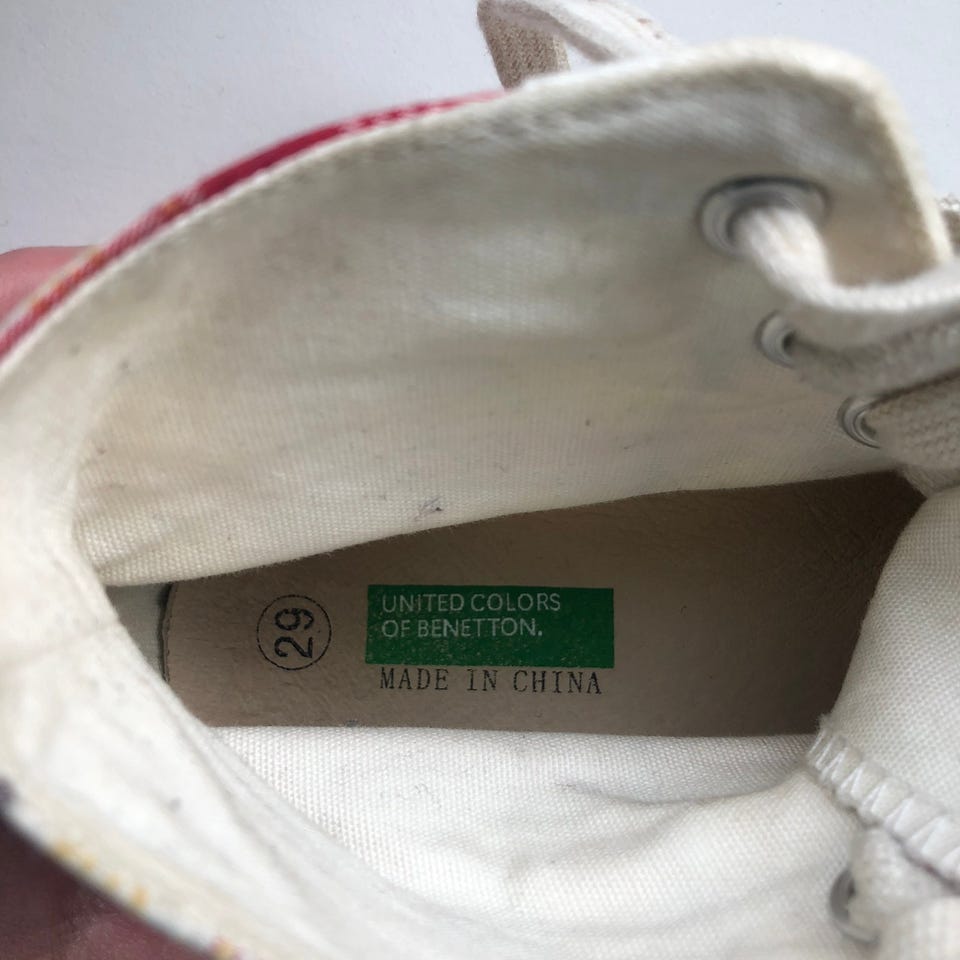 29
UNITED COLORS
OF BENETTON.
MADE IN CHINA